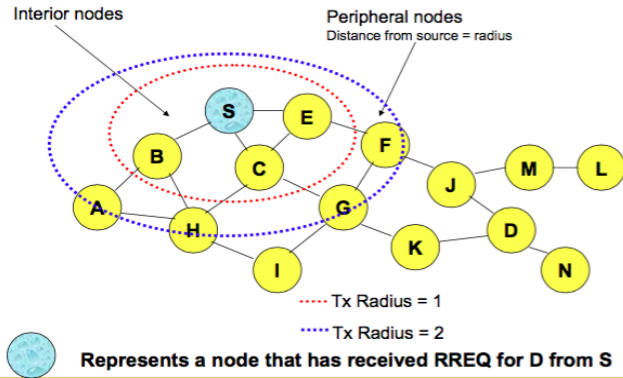 Interior nodes
Peripheral nodes
Distance from source = radius
S
E
B
C
F
A
H
G
J
M
L
I
K
D
N
Tx Radius = 1
Tx Radius = 2
Represents a node that has received RREQ for D from S